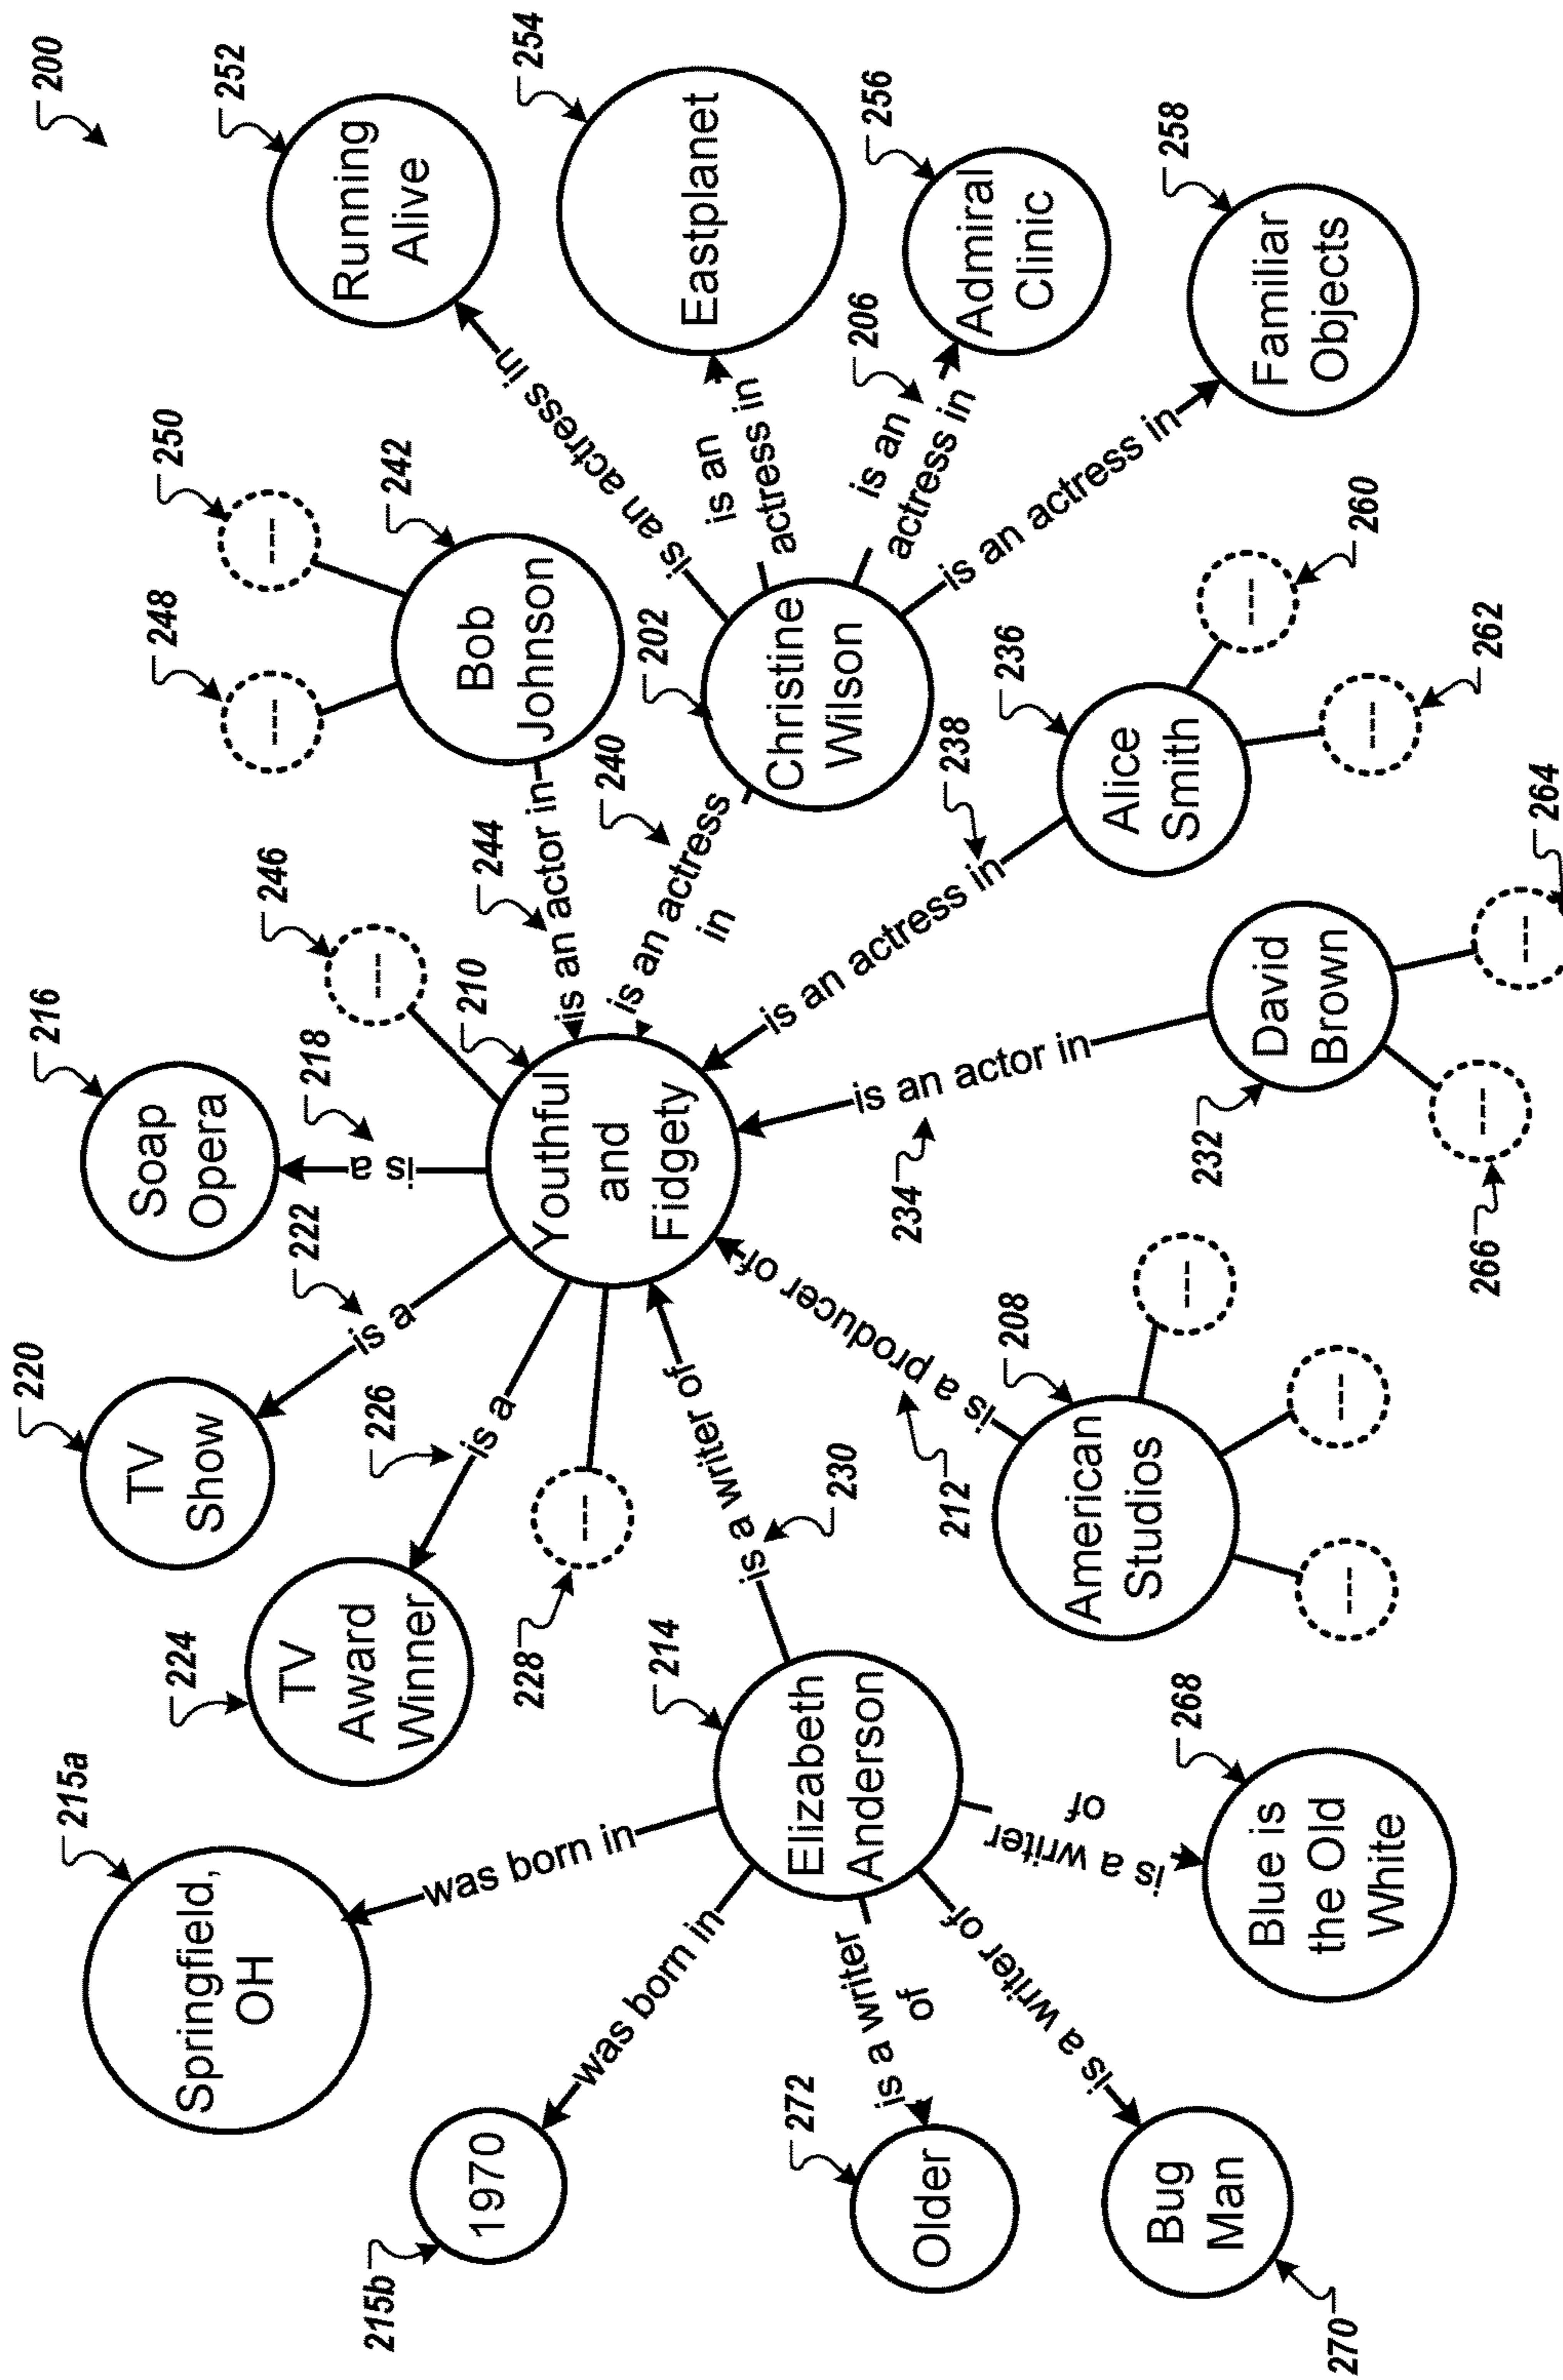 200
215a
Springfield,
OH
was born in
215b
1970
was born in
224
TV
Award
Winner
226
is a
220
TV
Show
222
is a
216
Soap
Opera
218
is a
246
---
248
---
250
---
252
Running
Alive
is an actress in
254
Eastplanet
is an
actress in
242
Bob
Johnson
244
is an actor in
210
Youthful
and
Fidgety
228
---
214
Elizabeth
Anderson
230
is a writer of
240
is an actress
in
202
Christine
Wilson
206
is an
actress in
256
Admiral
Clinic
is an actress in
258
Familiar
Objects
238
is an actress in
236
Alice
Smith
260
---
262
---
234
is an actor in
232
David
Brown
264
---
266
---
212
is a producer of
208
American
Studios
---
---
---
272
Older
is a writer
of
270
Bug
Man
is a writer of
268
Blue is
the Old
White
is a writer
of